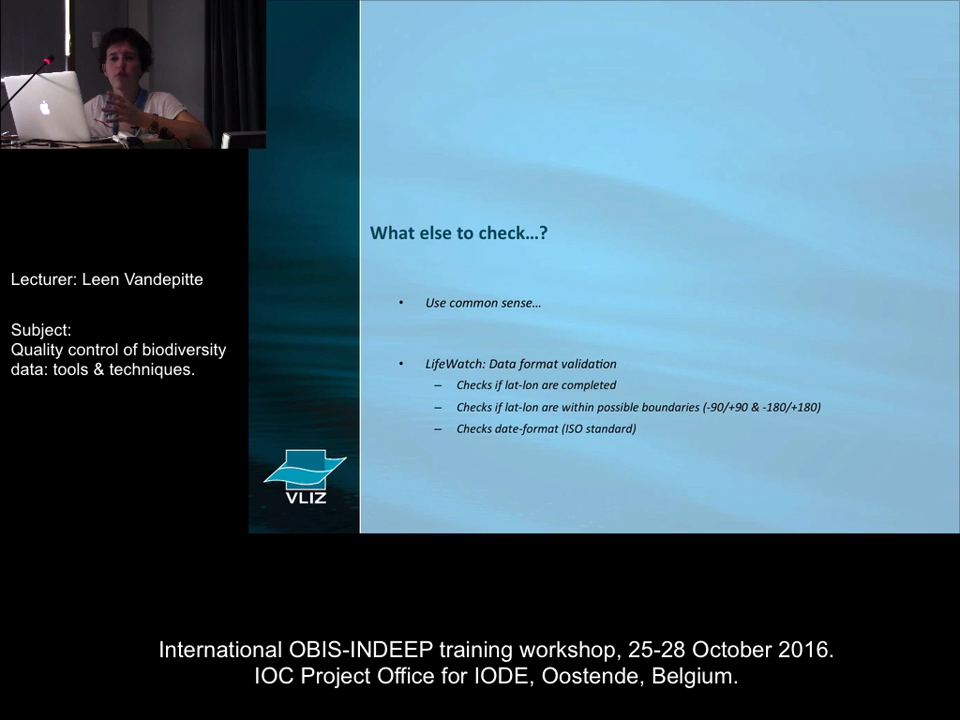 Lecturer: Leen Vandepitte
Subject:
Quality control of biodiversity
data: tools & techniques.
What else to check...?
• Use common sense...
• LifeWatch: Data format validation
– Checks if lat-lon are completed
– Checks if lat-lon are within possible boundaries (-90/+90 & -180/+180)
– Checks date-format (ISO standard)
VLIZ
International OBIS-INDEEP training workshop, 25-28 October 2016.
IOC Project Office for IODE, Oostende, Belgium.